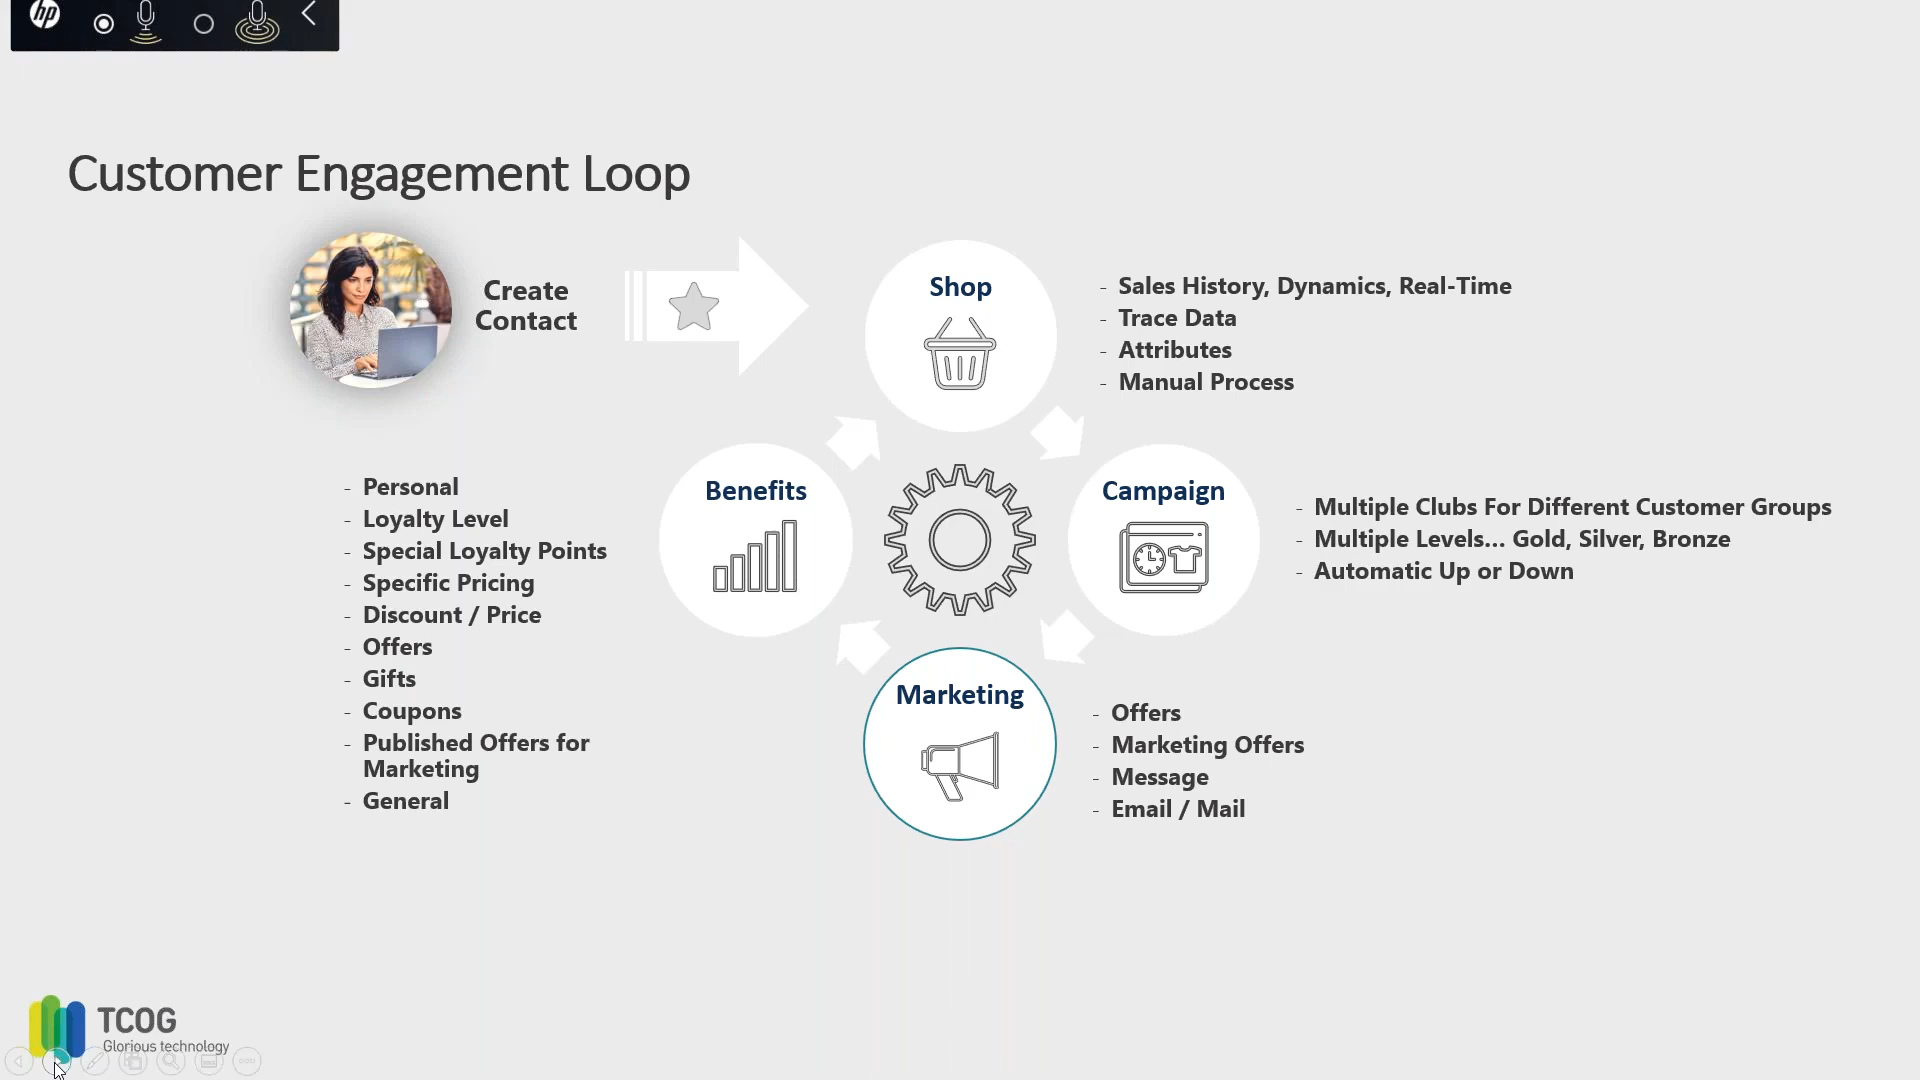 hp
Customer Engagement Loop
Create
Contact
Shop
- Sales History, Dynamics, Real-Time
- Trace Data
- Attributes
- Manual Process
Benefits
- Personal
- Loyalty Level
- Special Loyalty Points
- Specific Pricing
- Discount / Price
- Offers
- Gifts
- Coupons
- Published Offers for
Marketing
- General
Campaign
- Multiple Clubs For Different Customer Groups
- Multiple Levels... Gold, Silver, Bronze
- Automatic Up or Down
Marketing
- Offers
- Marketing Offers
- Message
- Email / Mail
TCOG
Glorious technology